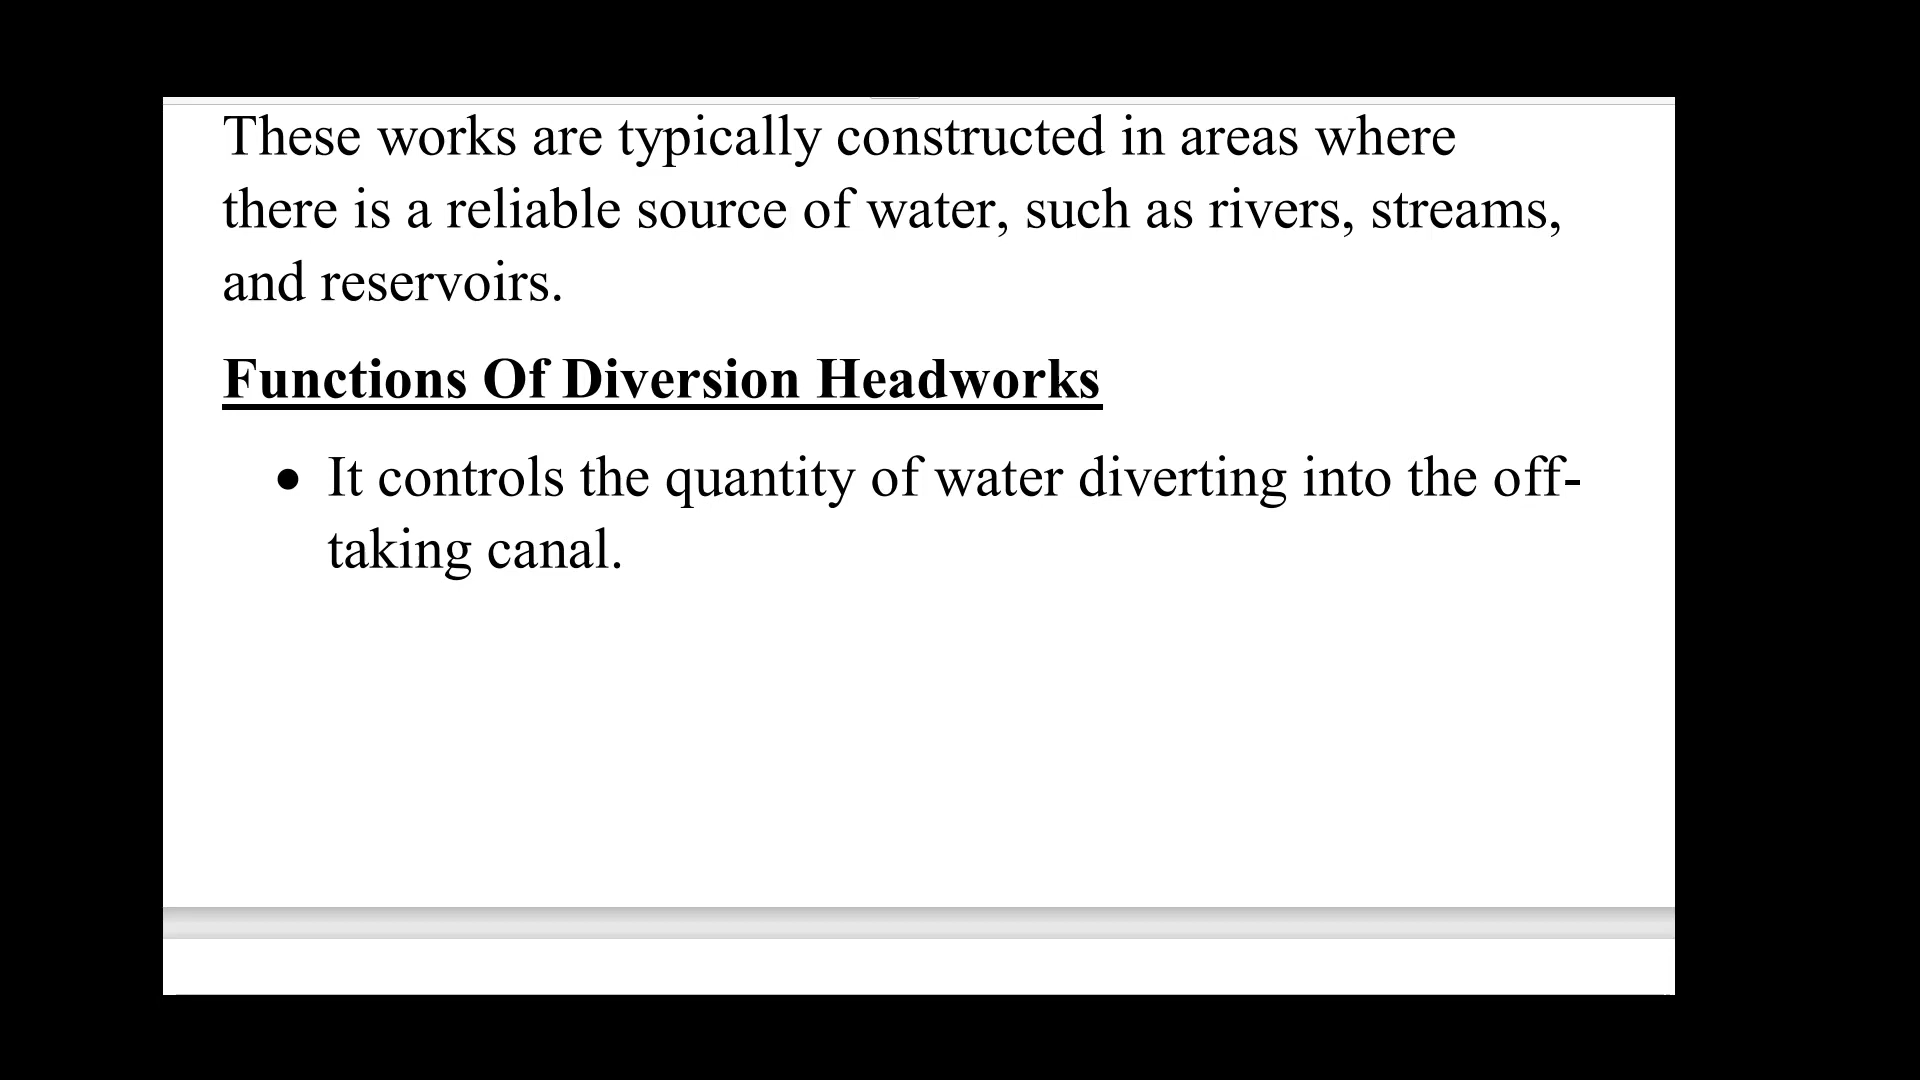 These works are typically constructed in areas where
there is a reliable source of water, such as rivers, streams,
and reservoirs.
Functions Of Diversion Headworks
• It controls the quantity of water diverting into the off-
taking canal.